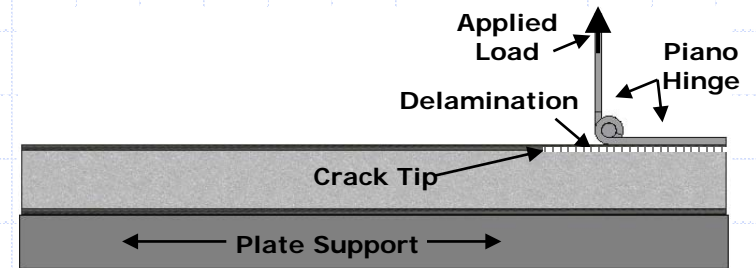 Applied
Load
Piano
Hinge
Delamination
Crack Tip
Plate Support